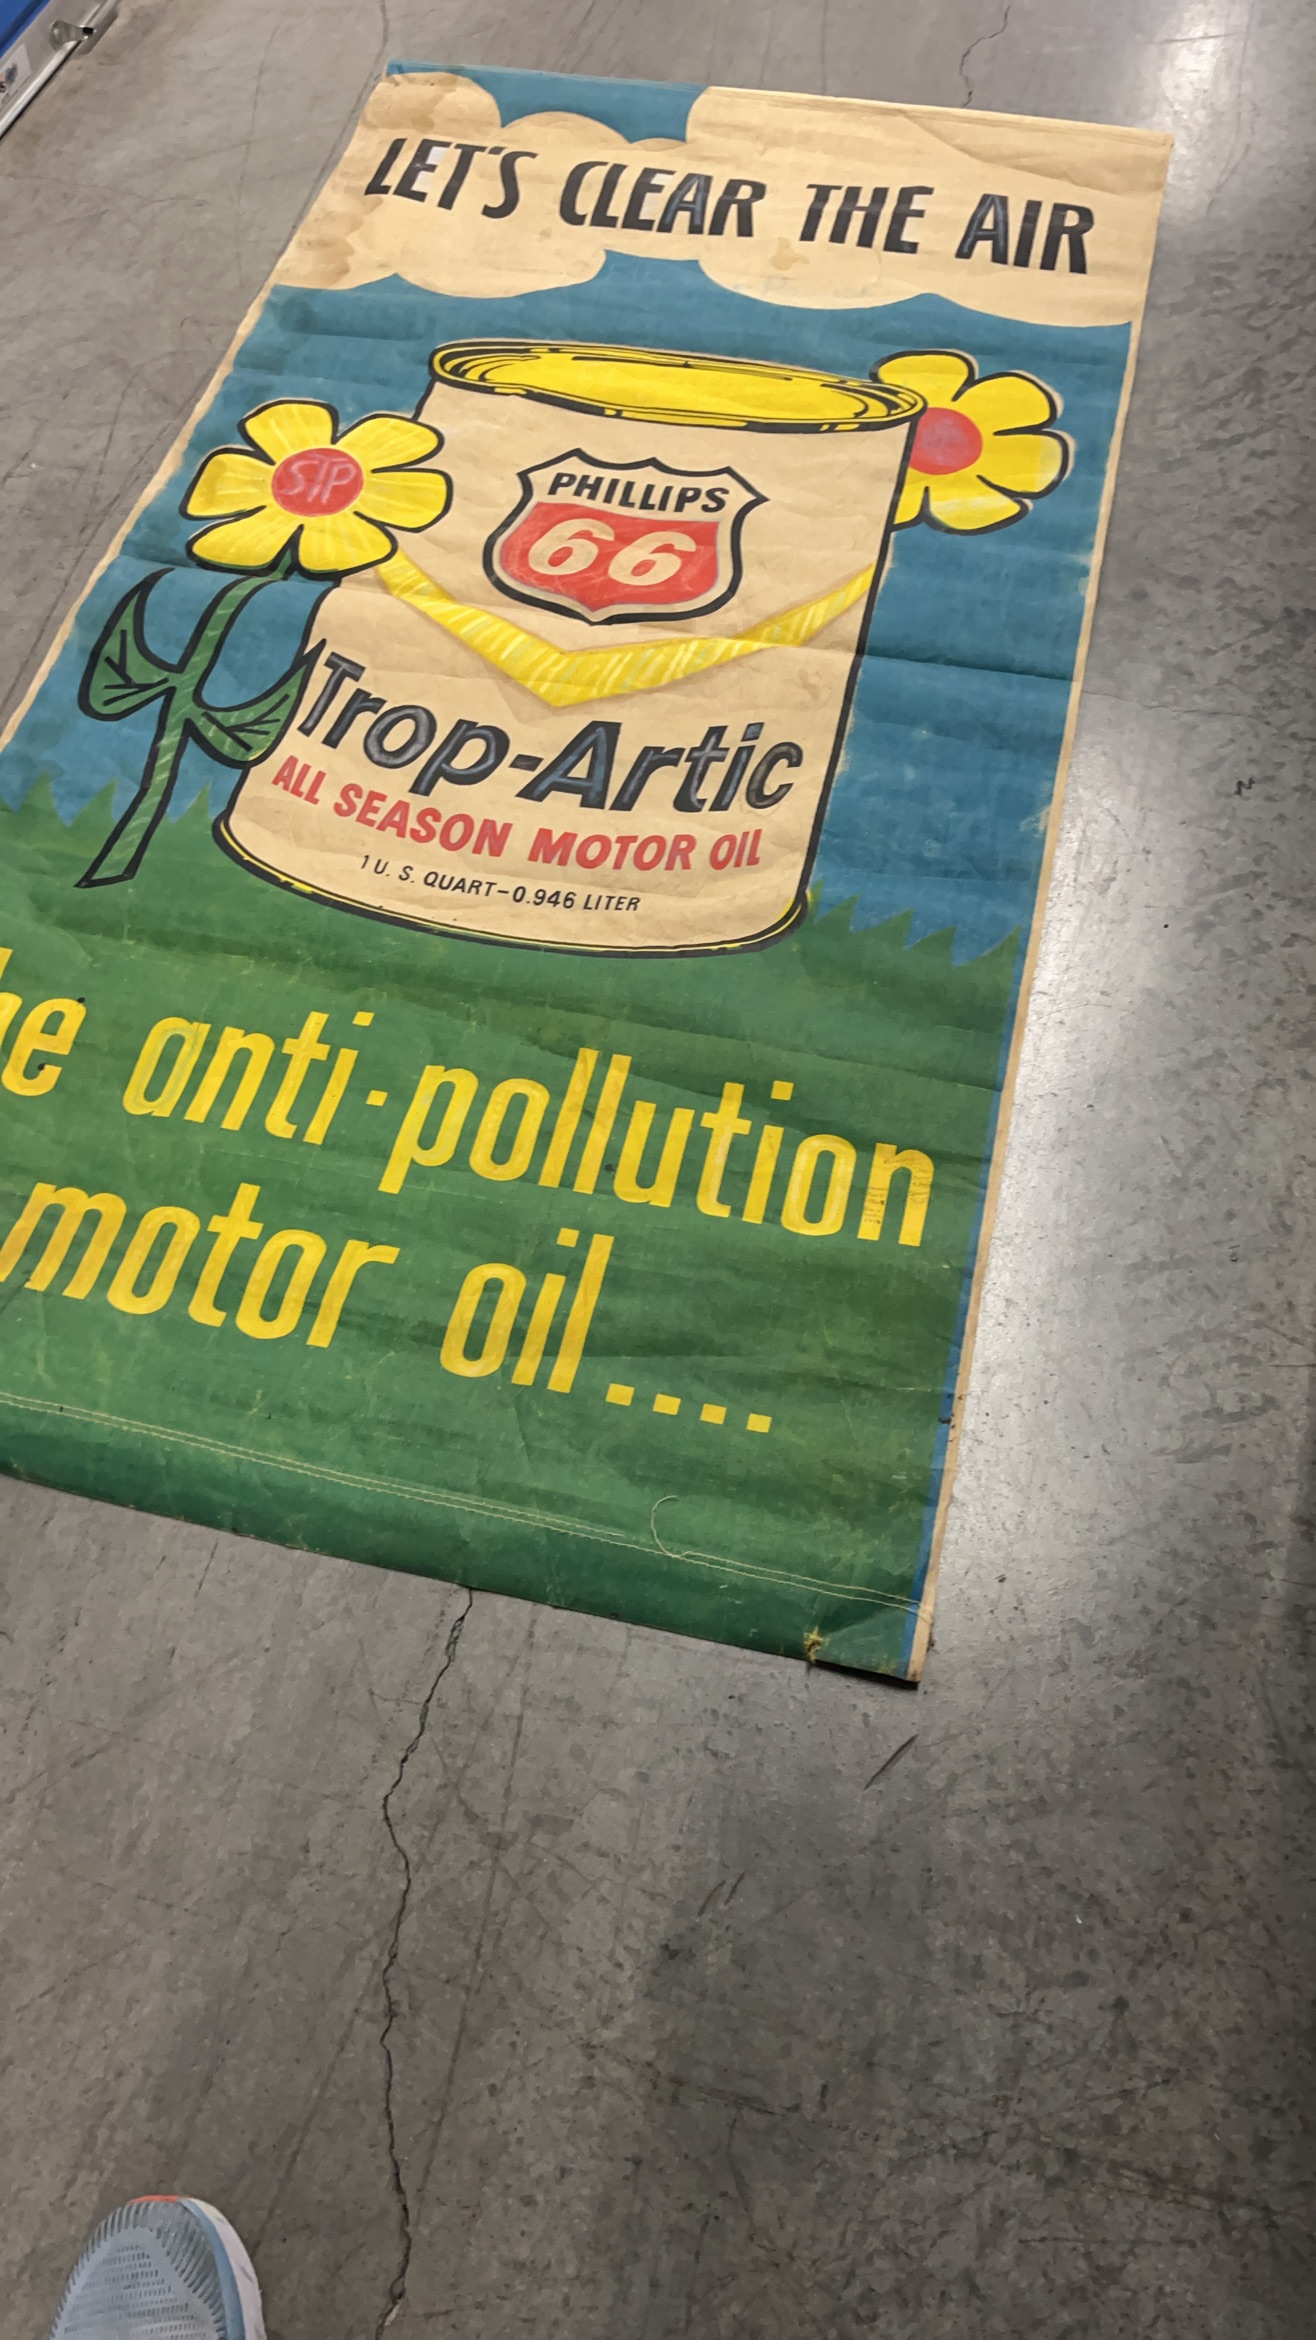 LET'S CLEAR THE AIR
STP
PHILLIPS
66
Trop-Artic
ALL SEASON MOTOR OIL
1 U. S. QUART–0.946 LITER
he anti-pollution
motor oil....